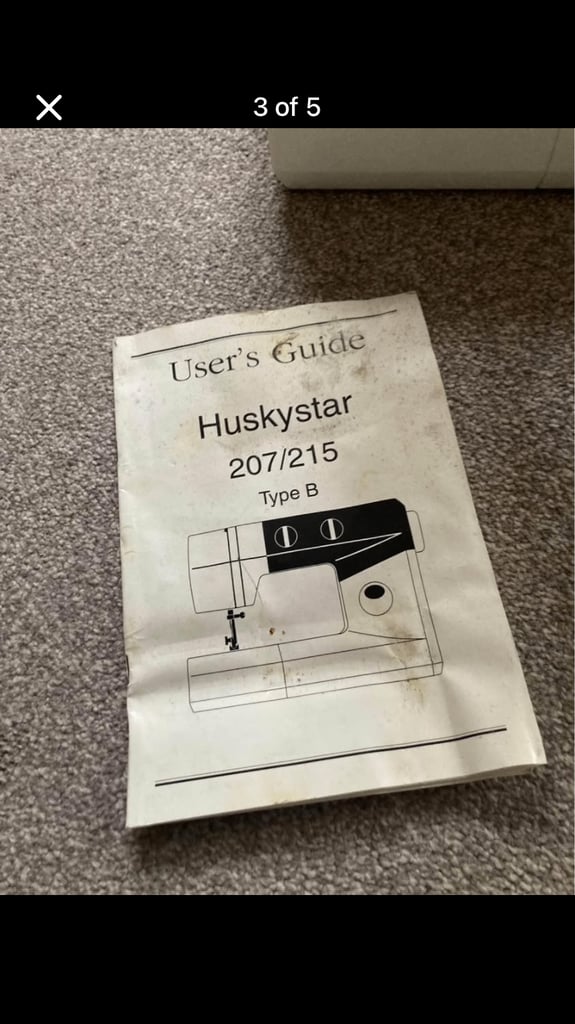 3 of 5
User's Guide
Huskystar
207/215
Type B